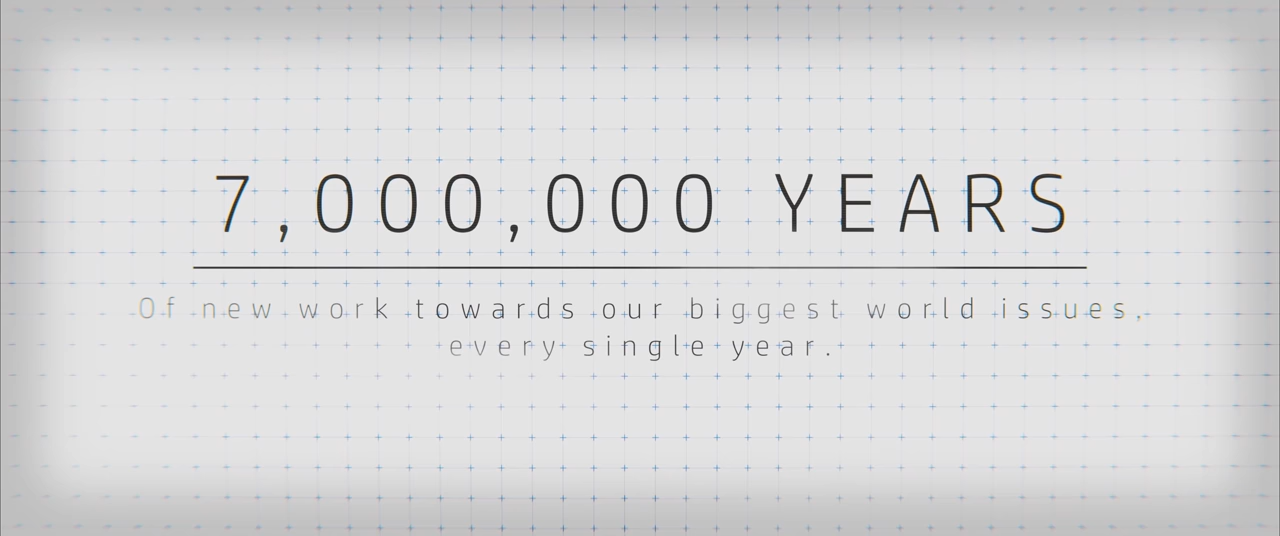 7,000,000 YEARS
Of new work towards our biggest world issues,
every single year.